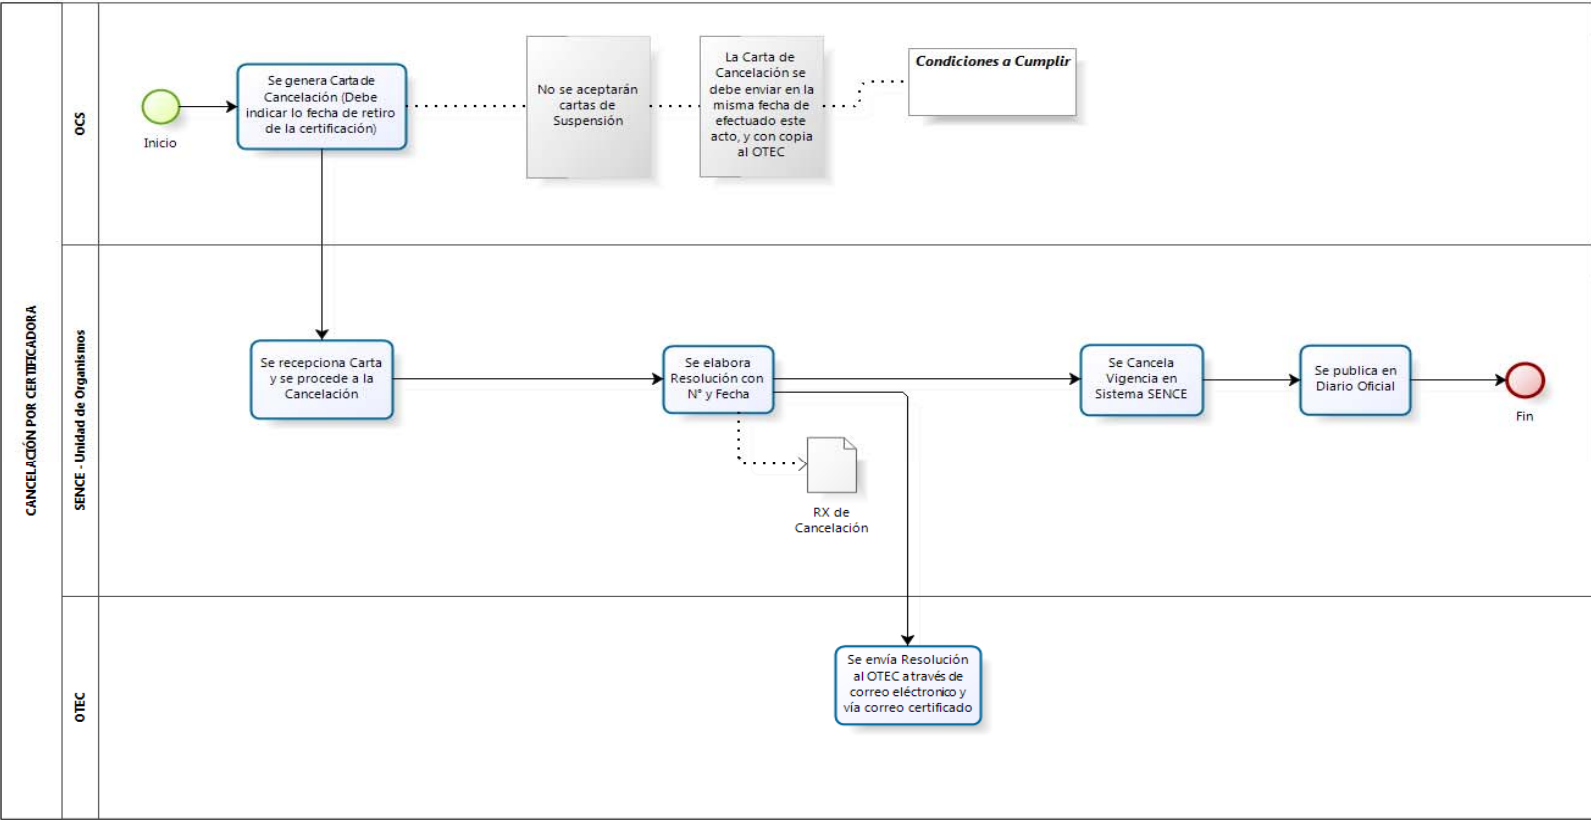 CANCELACIÓN POR CERTIFICADORA
OCS
Inicio
Se genera Carta de
Cancelación (Debe
indicar lo fecha de retiro
de la certificación)
No se aceptarán
cartas de
Suspensión
La Carta de
Cancelación se
debe enviar en la
misma fecha de
efectuado este
acto, y con copia
al OTEC
Condiciones a Cumplir
SENCE - Unidad de Organismos
Se recepciona Carta
y se procede a la
Cancelación
Se elabora
Resolución con
N° y Fecha
RX de
Cancelación
Se Cancela
Vigencia en
Sistema SENCE
Se publica en
Diario Oficial
Fin
OTEC
Se envía Resolución
al OTEC a través de
correo eléctronico y
vía correo certificado